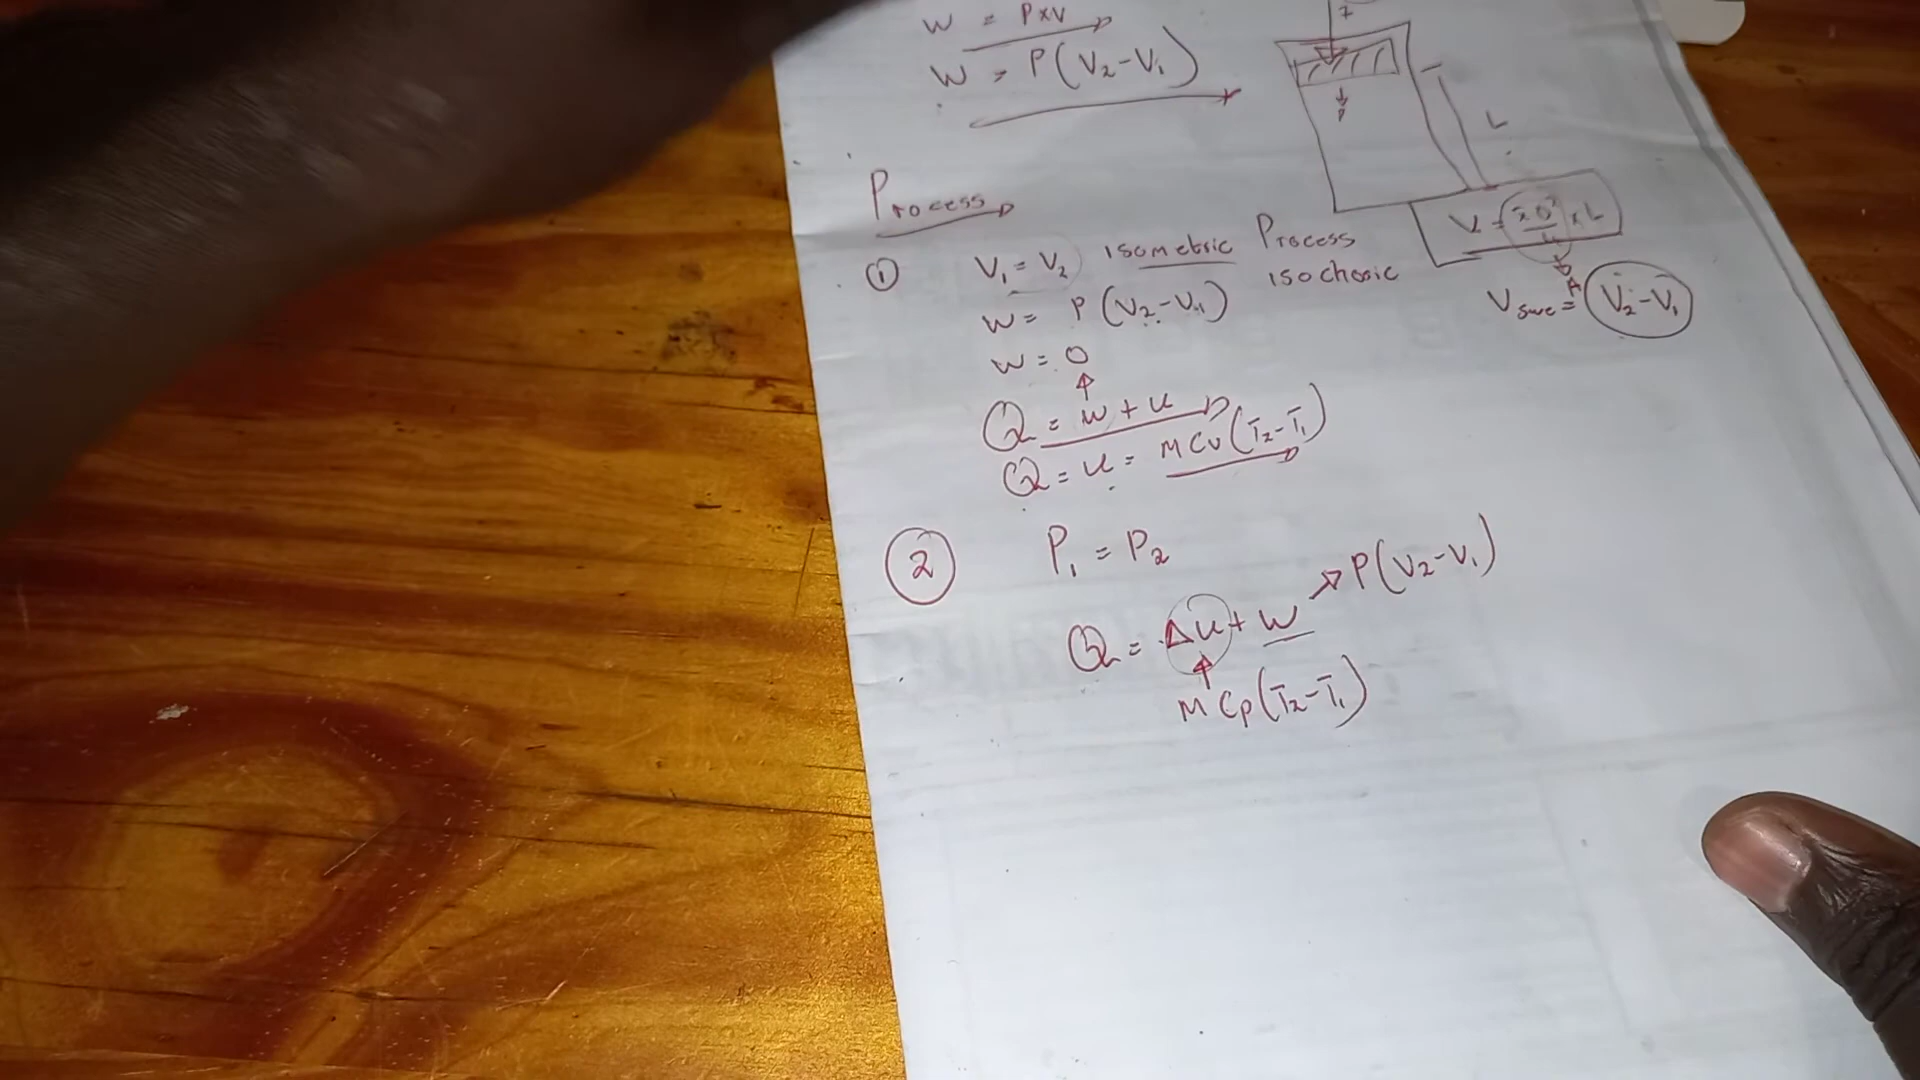 W = P×V
W = P(V₂-V₁)
L
V = πD²/4 × L
A
V swe = V₂-V₁
Process
① V₁ = V₂ isometric Process
isochoric
W = P(V₂-V₁)
W = 0
Q = W + U
Q = U = MCv(T₂-T₁)
② P₁ = P₂
Q = ΔU + W → P(V₂-V₁)
MCp(T₂-T₁)